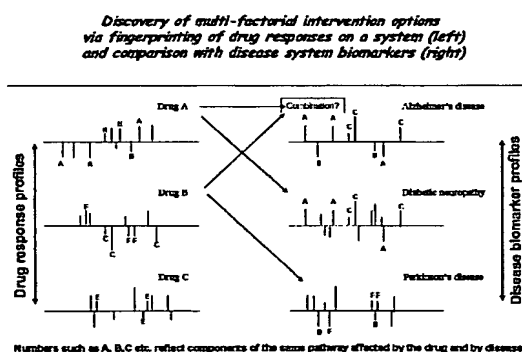 Discovery of multi-factorial intervention options
via fingerprinting of drug responses on a system (left)
and comparison with disease system biomarkers (right)
Drug A
Combination?
Alzheimer's disease
Drug B
Diabetic neuropathy
Drug C
Parkinson's disease
Drug response profiles
Disease biomarker profiles
Numbers such as A, B,C etc. reflect components of the same pathway affected by the drug and by disease